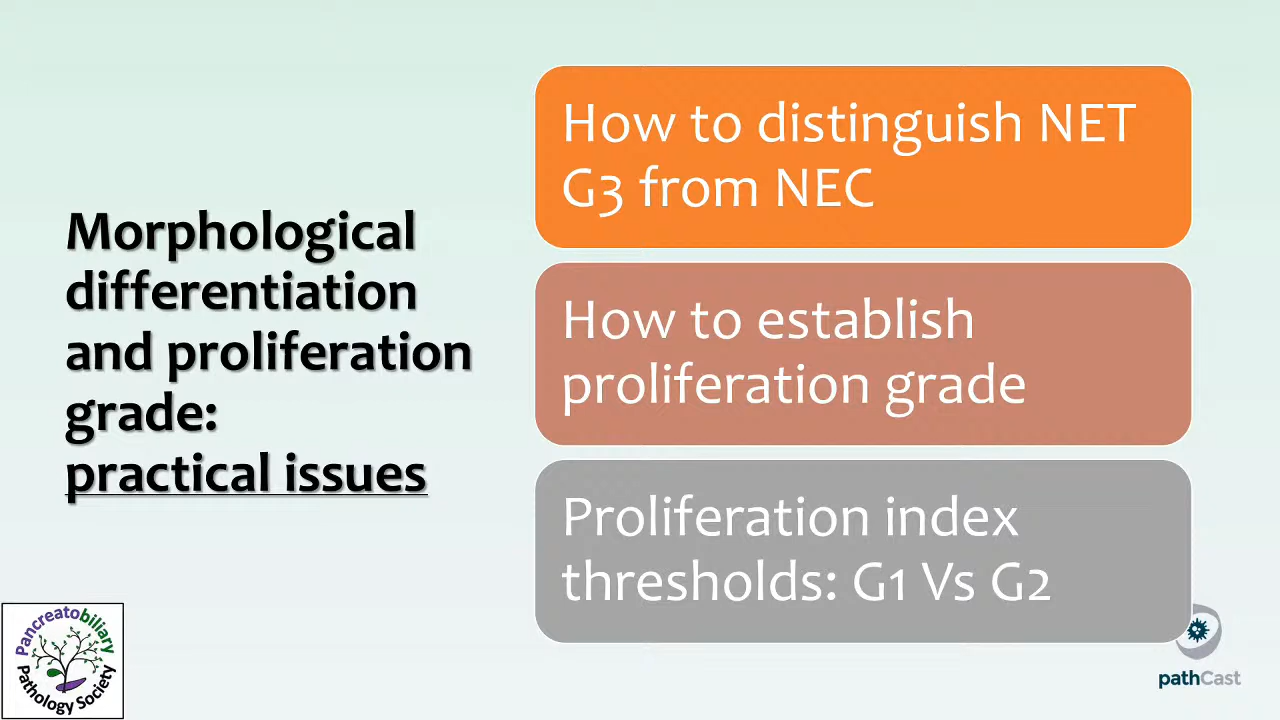 Morphological
differentiation
and proliferation
grade:
practical issues
How to distinguish NET
G3 from NEC
How to establish
proliferation grade
Proliferation index
thresholds: G1 Vs G2
Pancreatobiliary
Pathology Society
pathCast